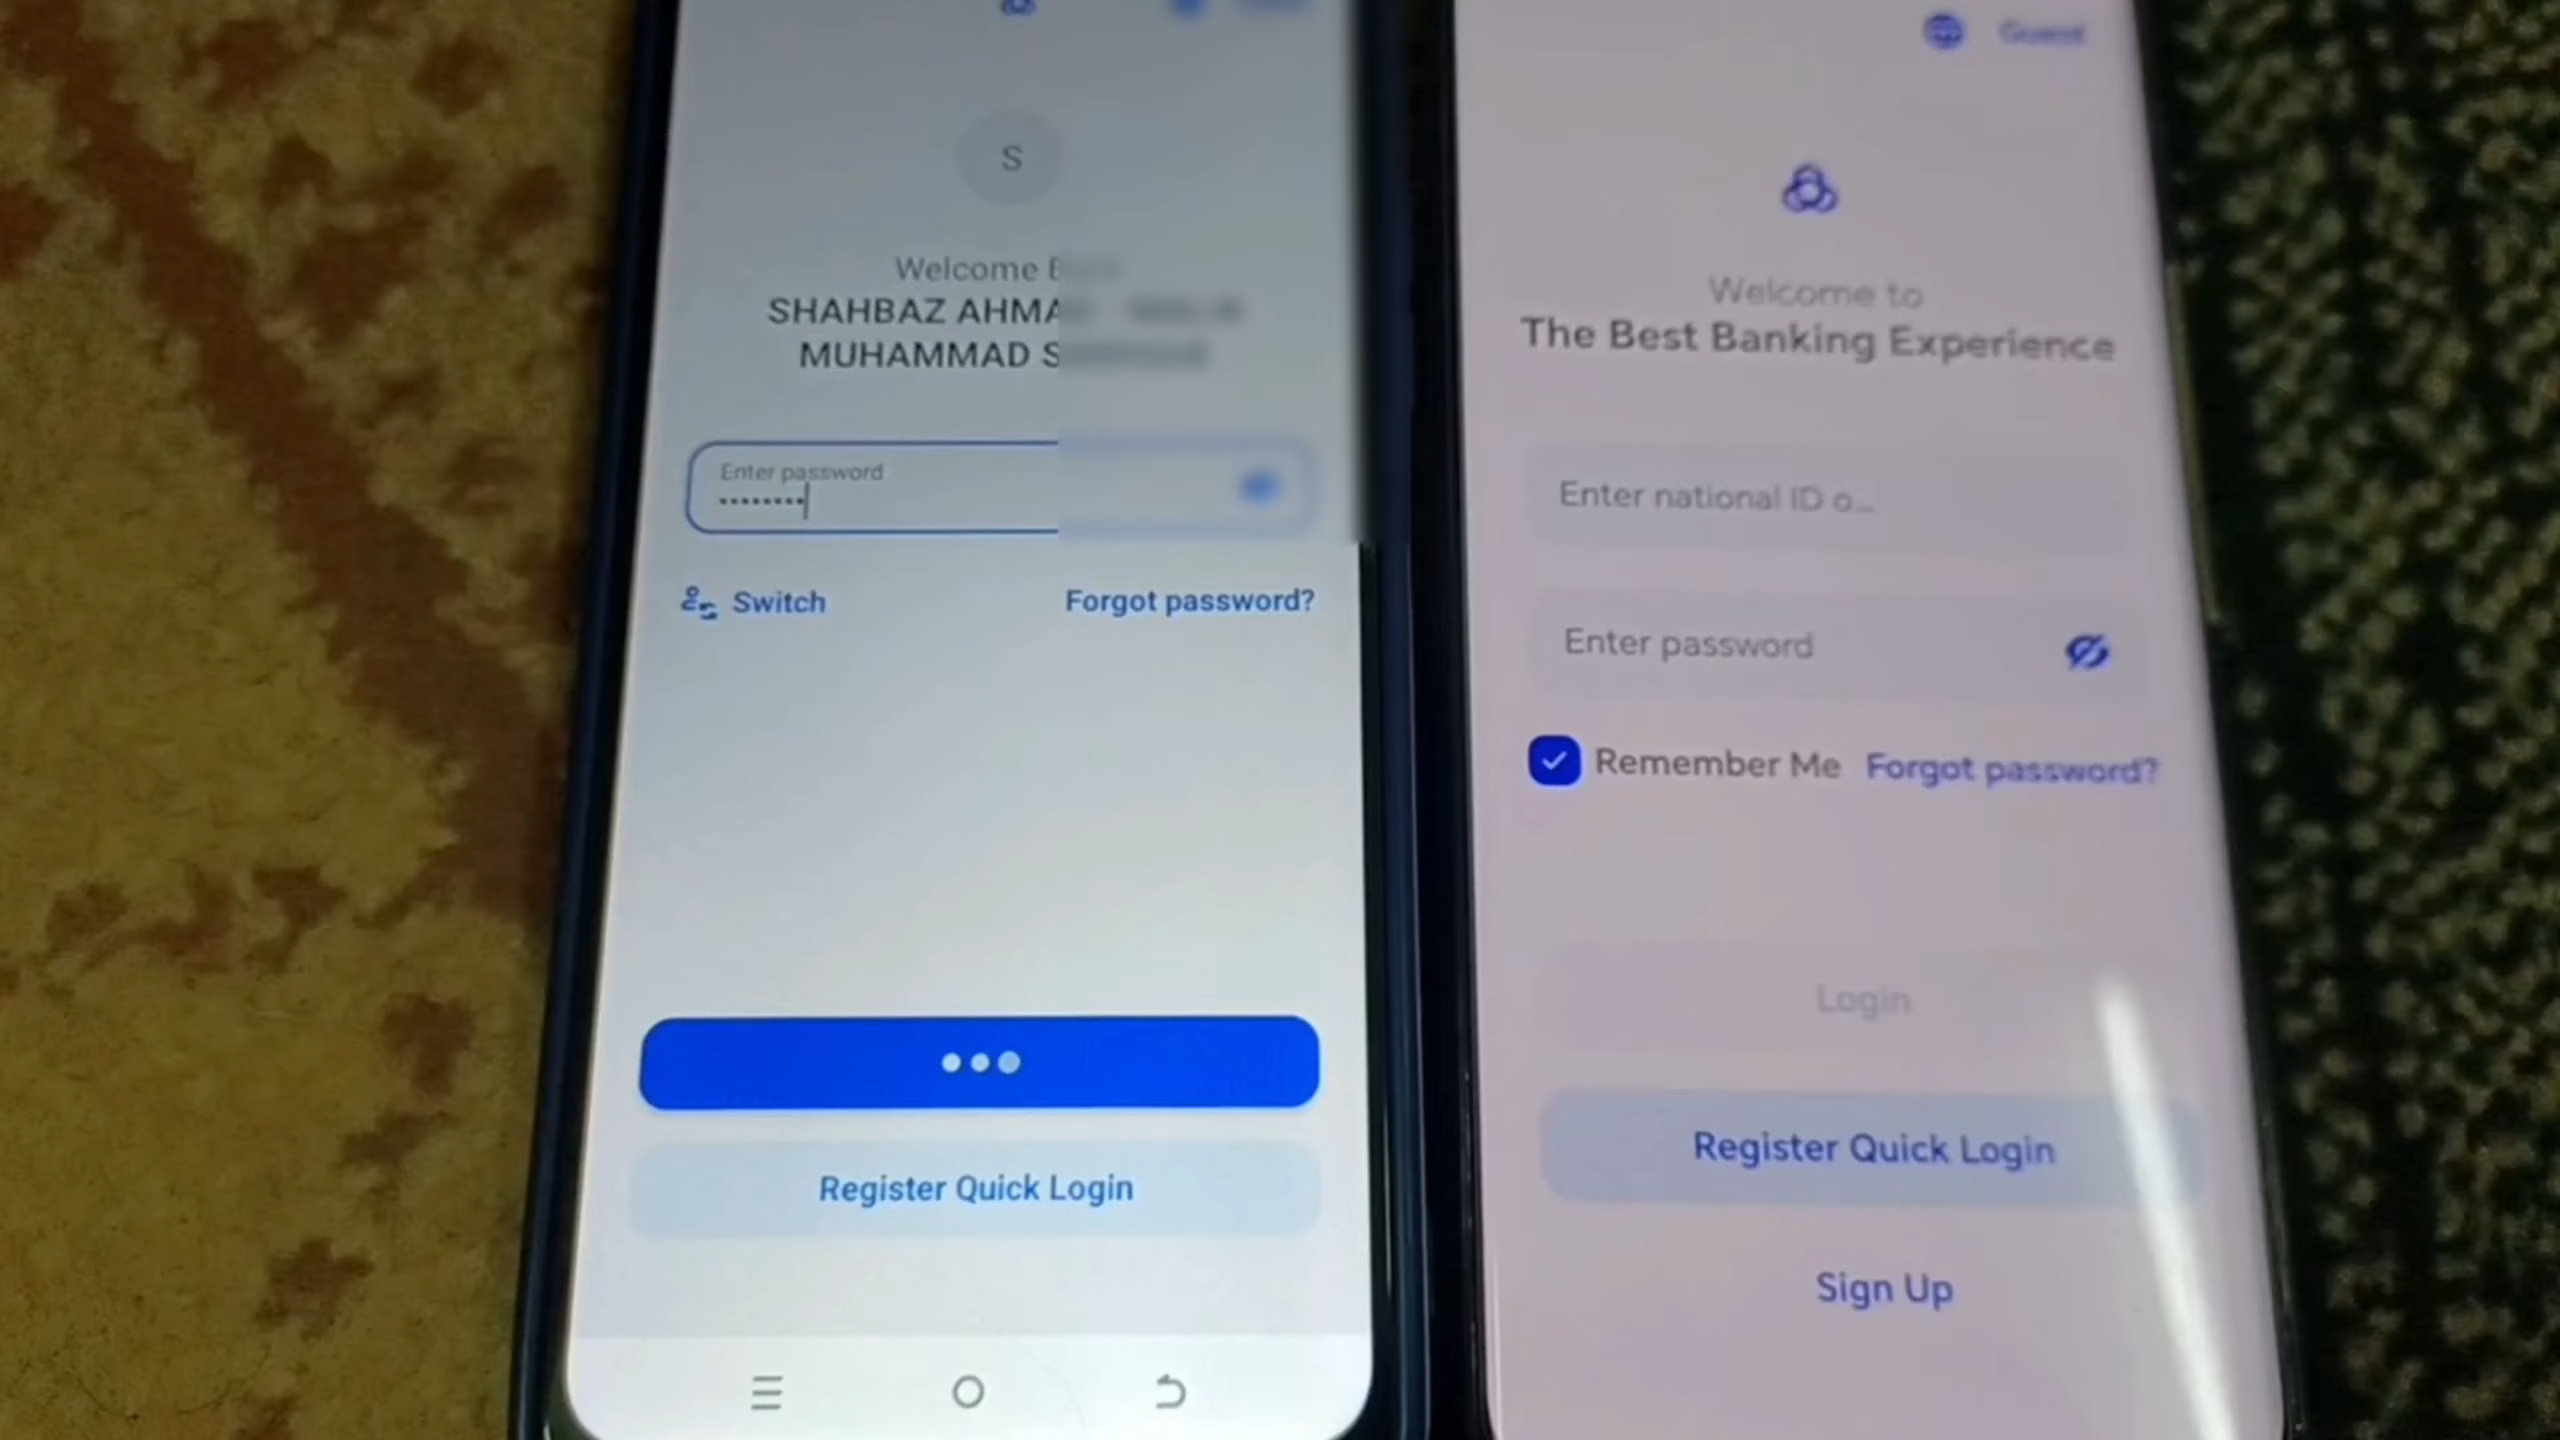 S
Welcome
SHAHBAZ AHMA
MUHAMMAD S
Enter password
••••••••
Switch
Forgot password?
Register Quick Login
Guest
Welcome to
The Best Banking Experience
Enter national ID o...
Enter password
Remember Me
Forgot password?
Login
Register Quick Login
Sign Up